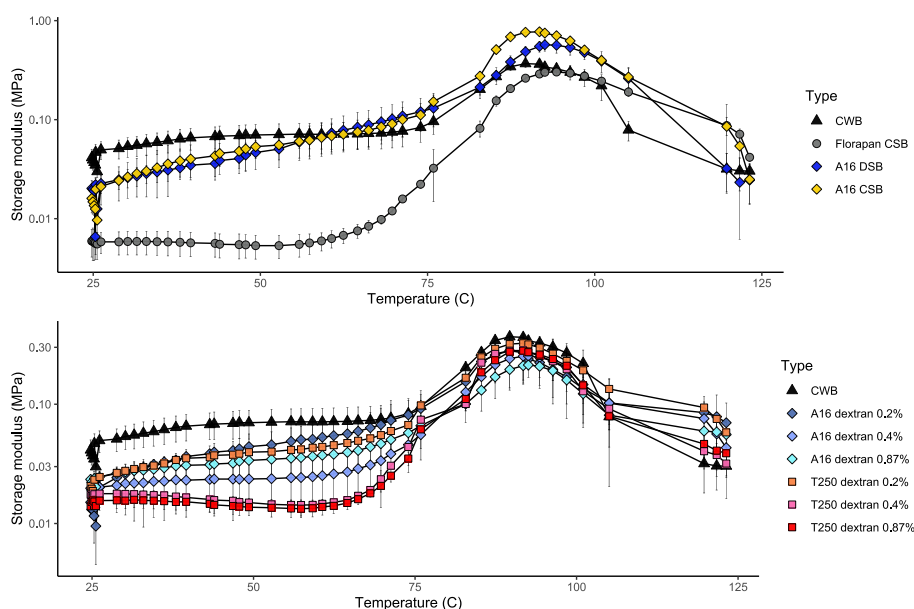 Storage modulus (MPa)
1.00
0.10
0.01
25
50
75
100
125
Temperature (C)
Type
CWB
Florapan CSB
A16 DSB
A16 CSB
Storage modulus (MPa)
0.30
0.10
0.03
0.01
25
50
75
100
125
Temperature (C)
Type
CWB
A16 dextran 0.2%
A16 dextran 0.4%
A16 dextran 0.87%
T250 dextran 0.2%
T250 dextran 0.4%
T250 dextran 0.87%